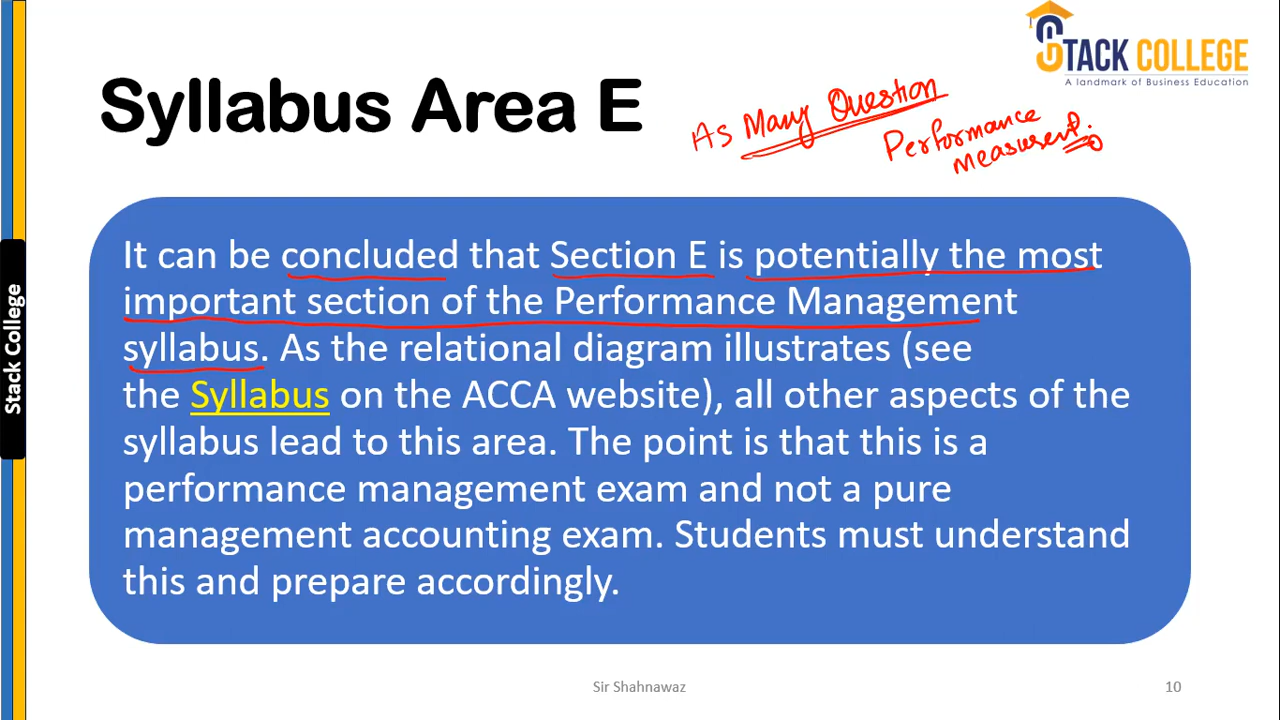 STACK COLLEGE
A landmark of Business Education
Syllabus Area E
As Many Question
Performance
Measurement.
It can be concluded that Section E is potentially the most
important section of the Performance Management
syllabus. As the relational diagram illustrates (see
the Syllabus on the ACCA website), all other aspects of the
syllabus lead to this area. The point is that this is a
performance management exam and not a pure
management accounting exam. Students must understand
this and prepare accordingly.
Stack College
Sir Shahnawaz
10